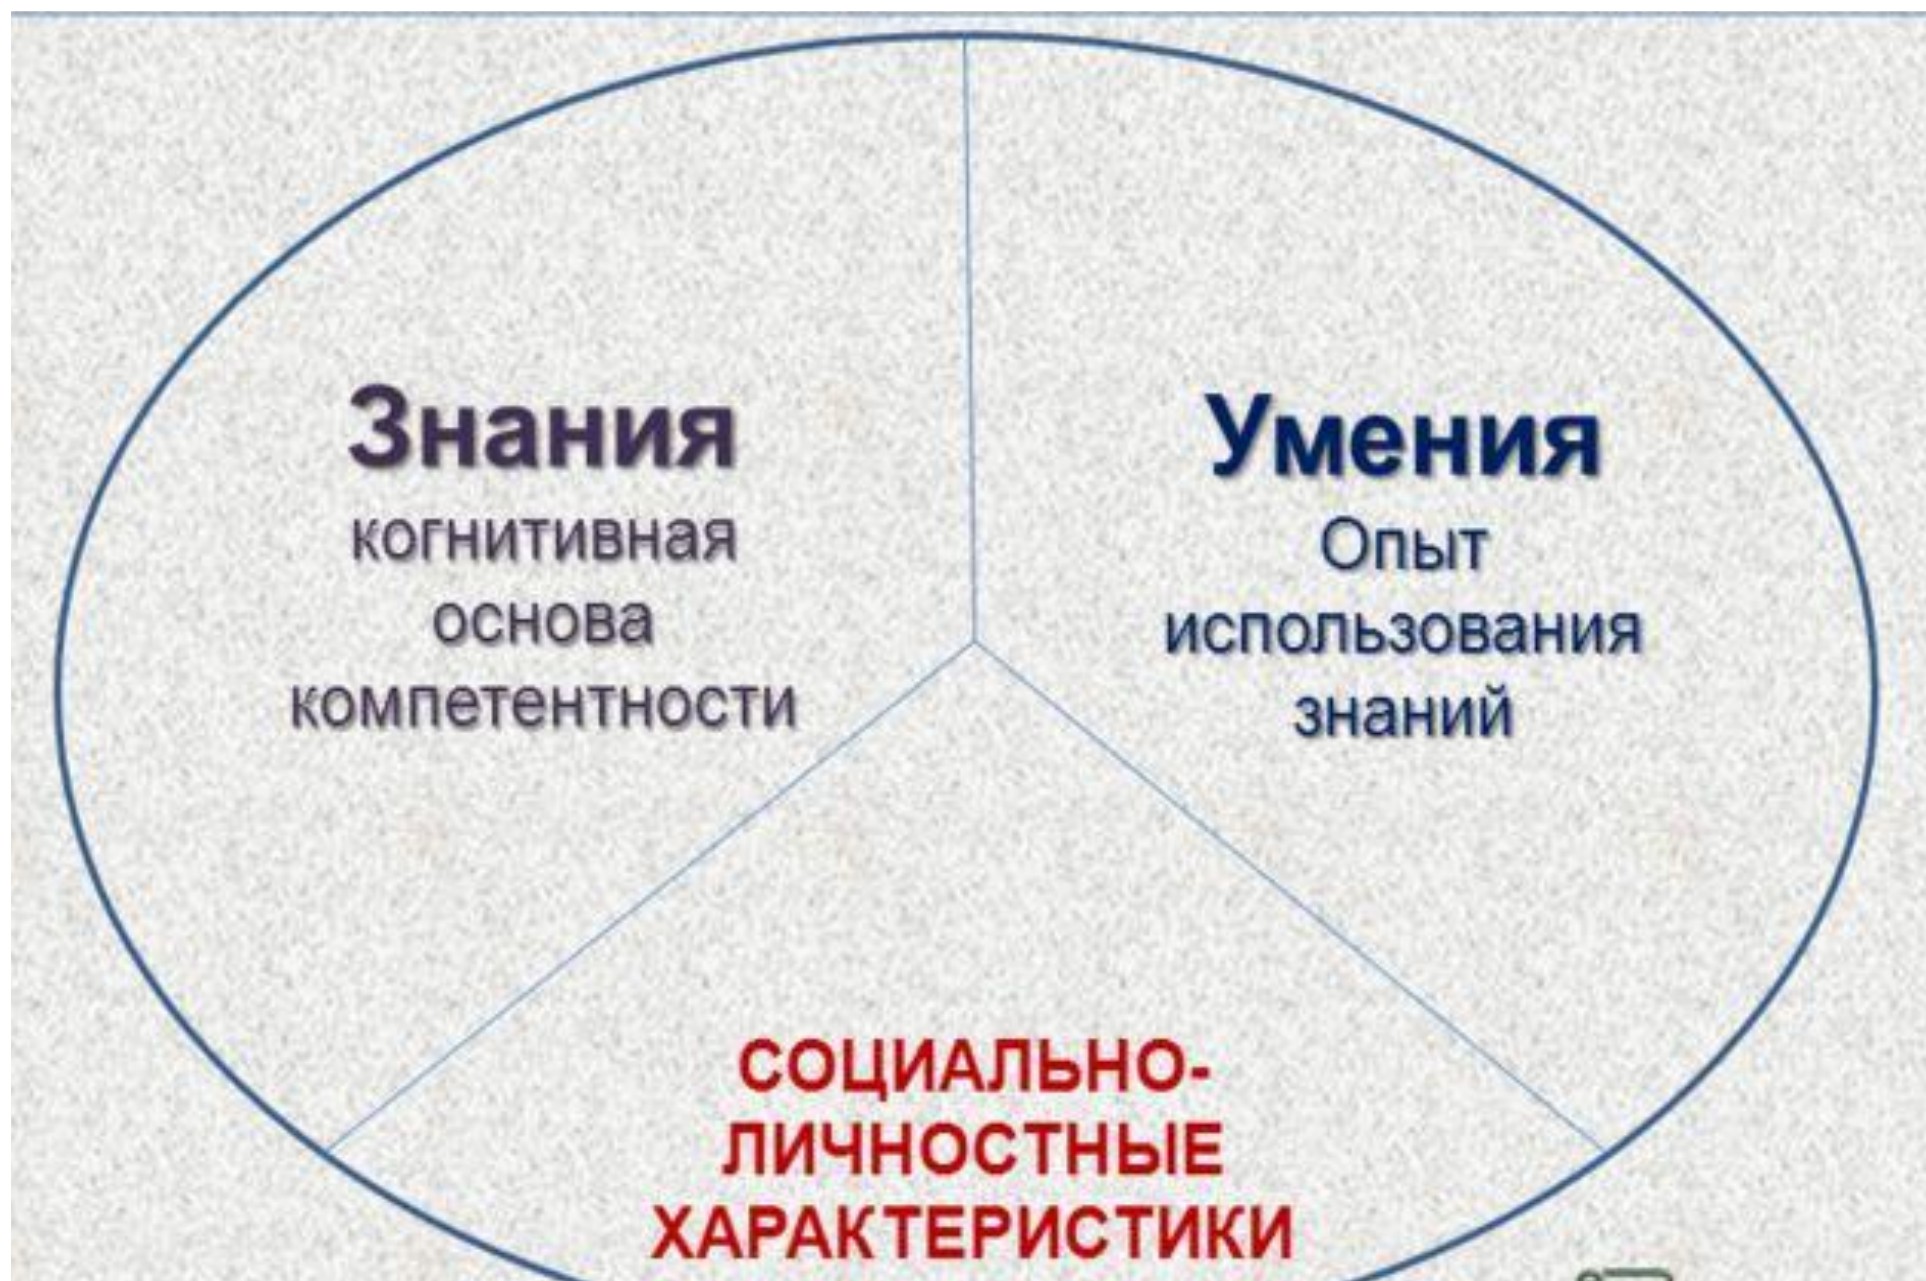 Знания
когнитивная
основа
компетентности
Умения
Опыт
использования
знаний
СОЦИАЛЬНО-
ЛИЧНОСТНЫЕ
ХАРАКТЕРИСТИКИ